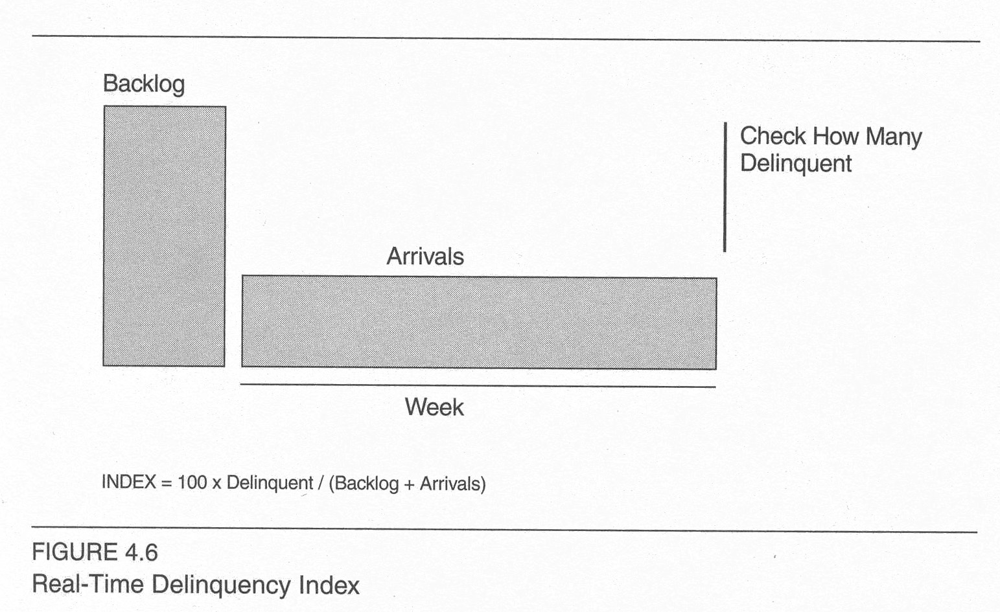 Backlog
Check How Many
Delinquent
Arrivals
Week
INDEX = 100 x Delinquent / (Backlog + Arrivals)
FIGURE 4.6
Real-Time Delinquency Index